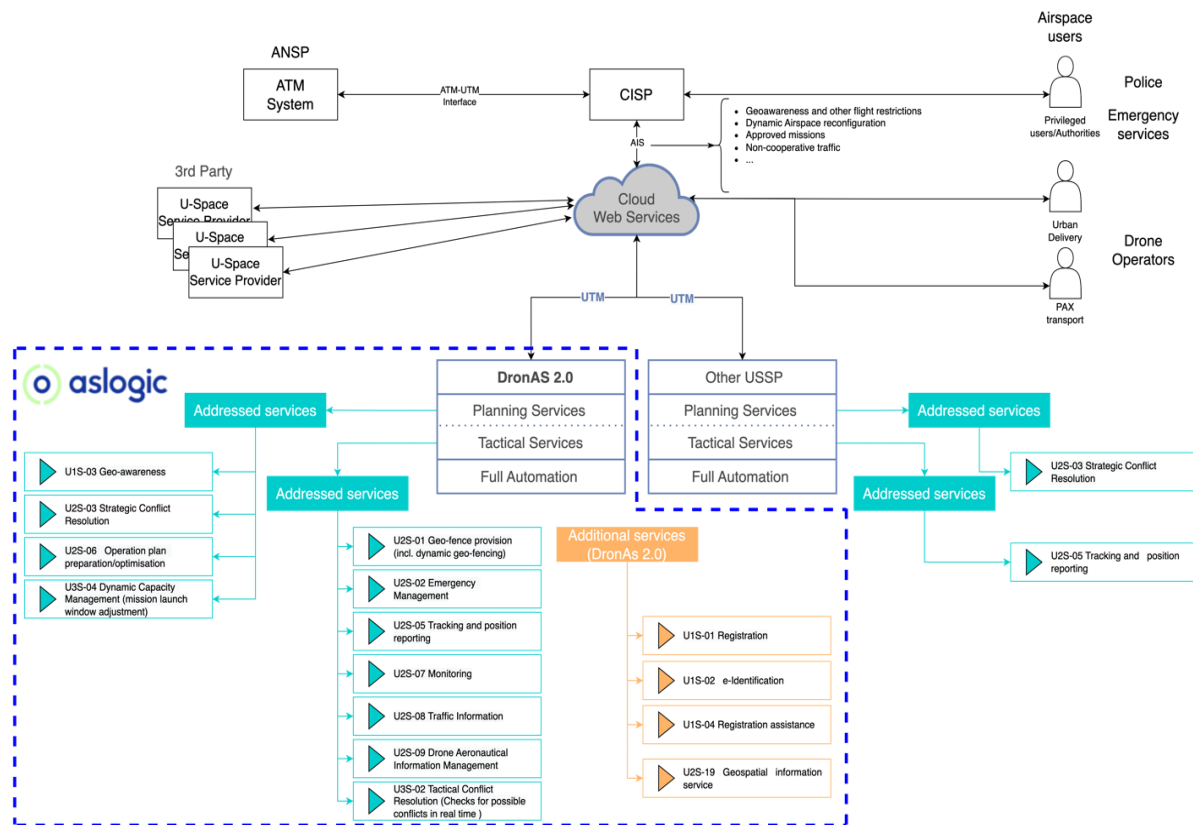 Airspace
users
ANSP
ATM
System
ATM-UTM
Interface
CISP
Police
Emergency
services
Privileged
users/Authorities
AIS
• Geoawareness and other flight restrictions
• Dynamic Airspace reconfiguration
• Approved missions
• Non-cooperative traffic
• ...
3rd Party
U-Space
Service Provider
U-Space
Se
U-Space
Service Provider
Cloud
Web Services
Urban
Delivery
Drone
Operators
PAX
transport
UTM
UTM
aslogic
DronAS 2.0
Planning Services
Tactical Services
Full Automation
Other USSP
Planning Services
Tactical Services
Full Automation
Addressed services
U1S-03 Geo-awareness
U2S-03 Strategic Conflict
Resolution
U2S-06 Operation plan
preparation/optimisation
U3S-04 Dynamic Capacity
Management (mission launch
window adjustment)
Addressed services
U2S-01 Geo-fence provision
(incl. dynamic geo-fencing)
U2S-02 Emergency
Management
U2S-05 Tracking and position
reporting
U2S-07 Monitoring
U2S-08 Traffic Information
U2S-09 Drone Aeronautical
Information Management
U3S-02 Tactical Conflict
Resolution (Checks for possible
conflicts in real time )
Additional services
(DronAs 2.0)
U1S-01 Registration
U1S-02 e-Identification
U1S-04 Registration assistance
U2S-19 Geospatial information
service
Addressed services
U2S-03 Strategic Conflict
Resolution
Addressed services
U2S-05 Tracking and position
reporting